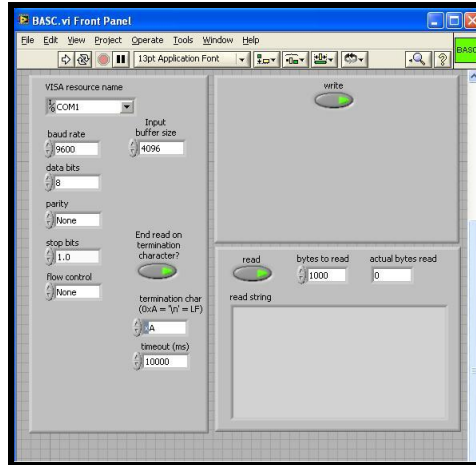 BASC.vi Front Panel
File Edit View Project Operate Tools Window Help
13pt Application Font
BASC
VISA resource name
COM1
baud rate
9600
Input
buffer size
4096
data bits
8
parity
None
stop bits
1.0
flow control
None
End read on
termination
character?
termination char
(0xA = '\n' = LF)
xA
timeout (ms)
10000
write
read
bytes to read
1000
actual bytes read
0
read string